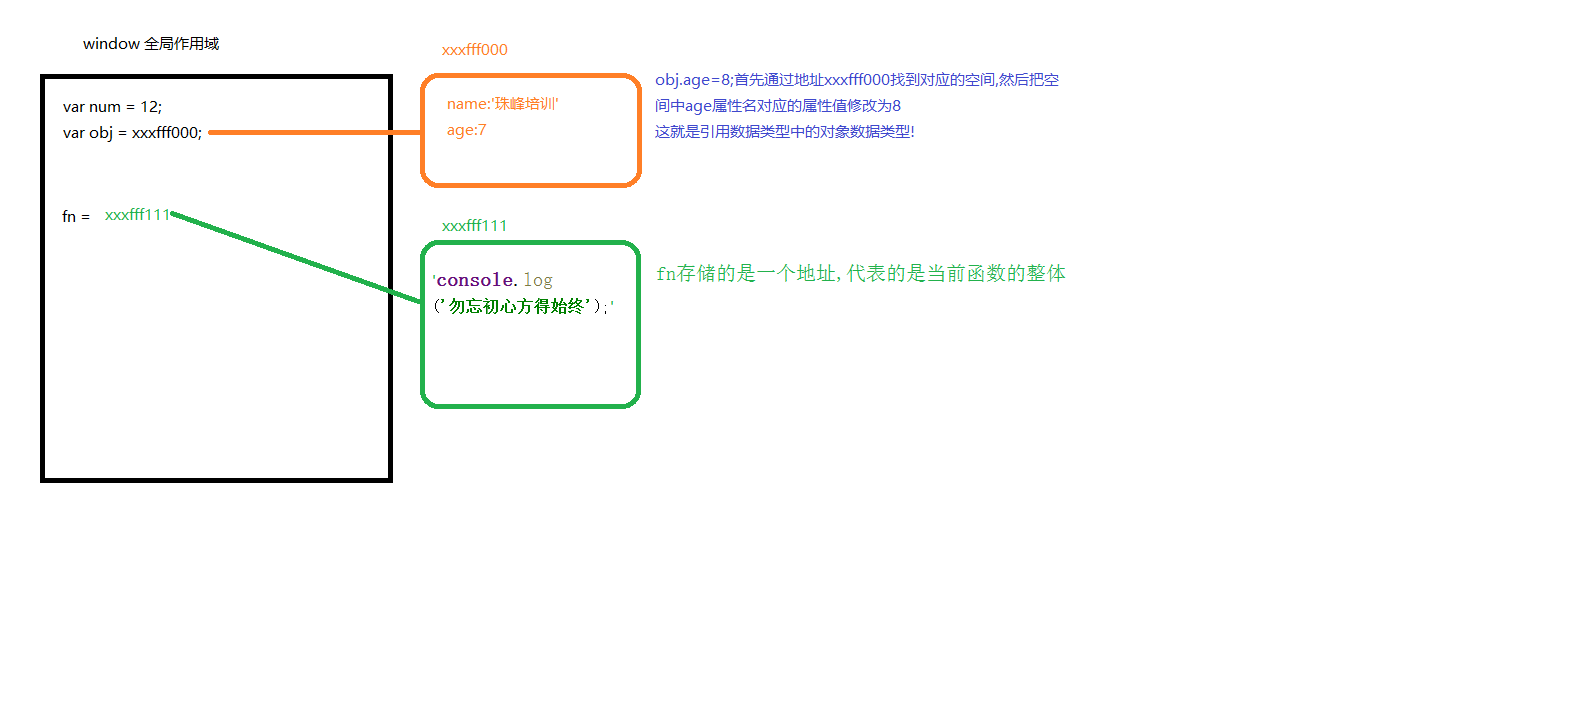 window 全局作用域
var num = 12;
var obj = xxxfff000;
fn = xxxfff111
xxxfff000
name:'珠峰培训'
age:7
obj.age=8;首先通过地址xxxfff000找到对应的空间,然后把空
间中age属性名对应的属性值修改为8
这就是引用数据类型中的对象数据类型!
xxxfff111
'console.log
('勿忘初心方得始终');'
fn存储的是一个地址,代表的是当前函数的整体